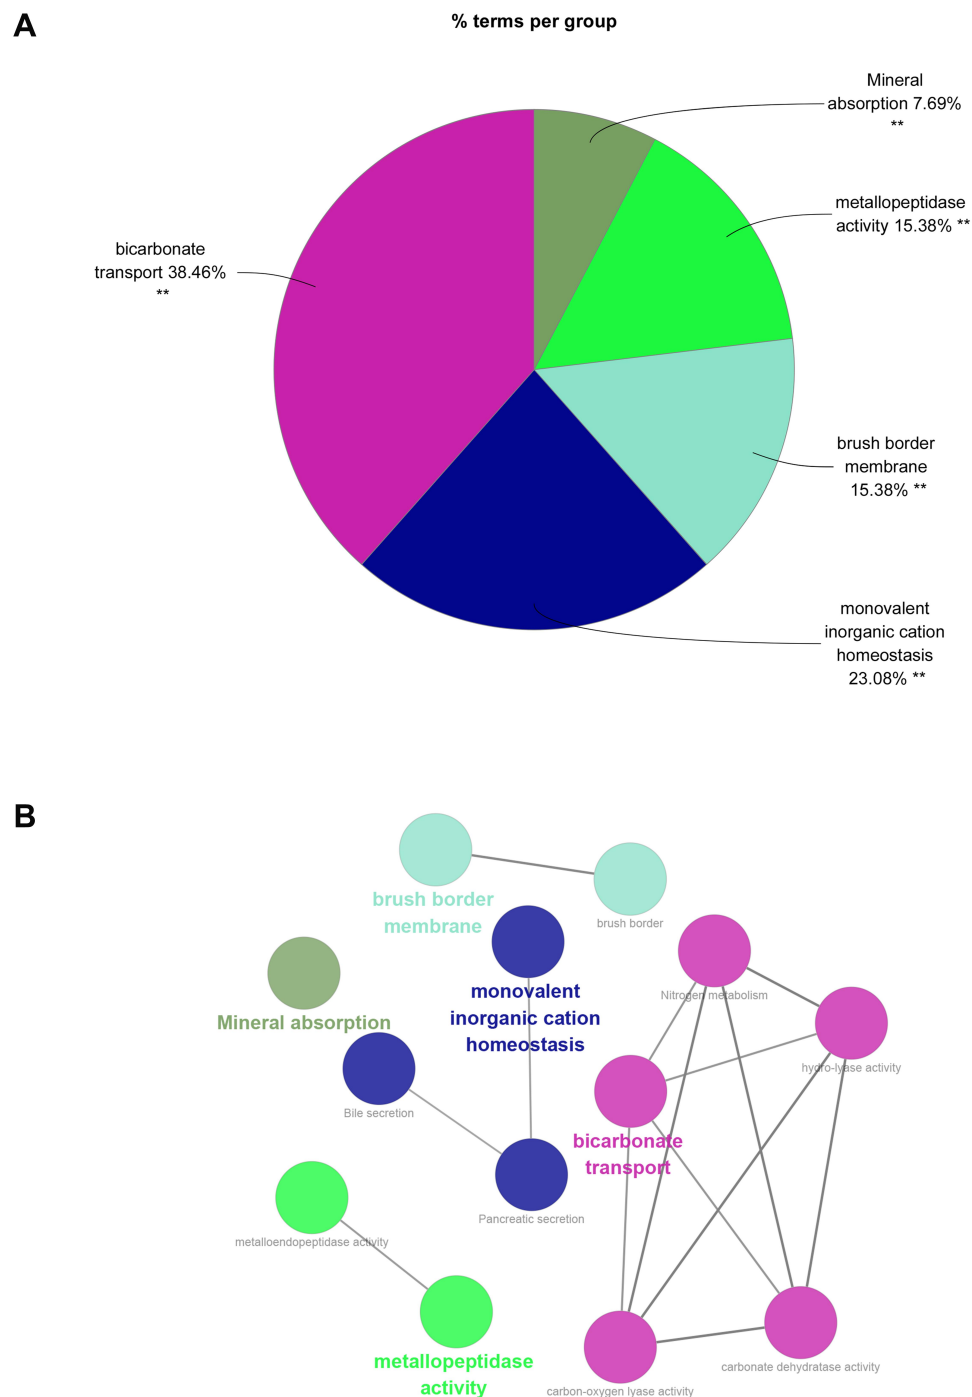 A
% terms per group
Mineral
absorption 7.69%
**
metallopeptidase
activity 15.38% **
bicarbonate
transport 38.46%
**
brush border
membrane
15.38% **
monovalent
inorganic cation
homeostasis
23.08% **
B
brush border
membrane
brush border
monovalent
inorganic cation
homeostasis
Nitrogen metabolism
Mineral absorption
hydro-lyase activity
Bile secretion
bicarbonate
transport
Pancreatic secretion
metalloendopeptidase activity
metallopeptidase
activity
carbonate dehydratase activity
carbon-oxygen lyase activity